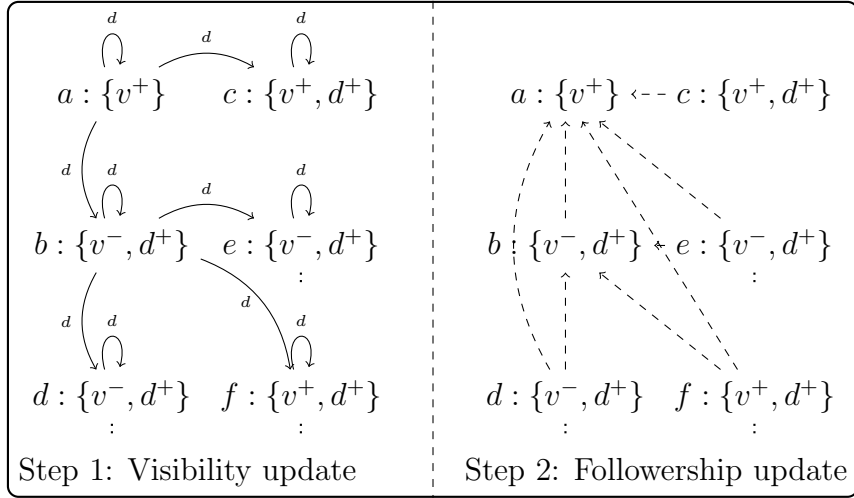 d d
d
a : {v⁺} c : {v⁺, d⁺} a : {v⁺} c : {v⁺, d⁺}
d d d
d
b : {v⁻, d⁺} e : {v⁻, d⁺} b : {v⁻, d⁺} e : {v⁻, d⁺}
: :
d
d d d
d : {v⁻, d⁺} f : {v⁺, d⁺} d : {v⁻, d⁺} f : {v⁺, d⁺}
: : : :
Step 1: Visibility update Step 2: Followership update